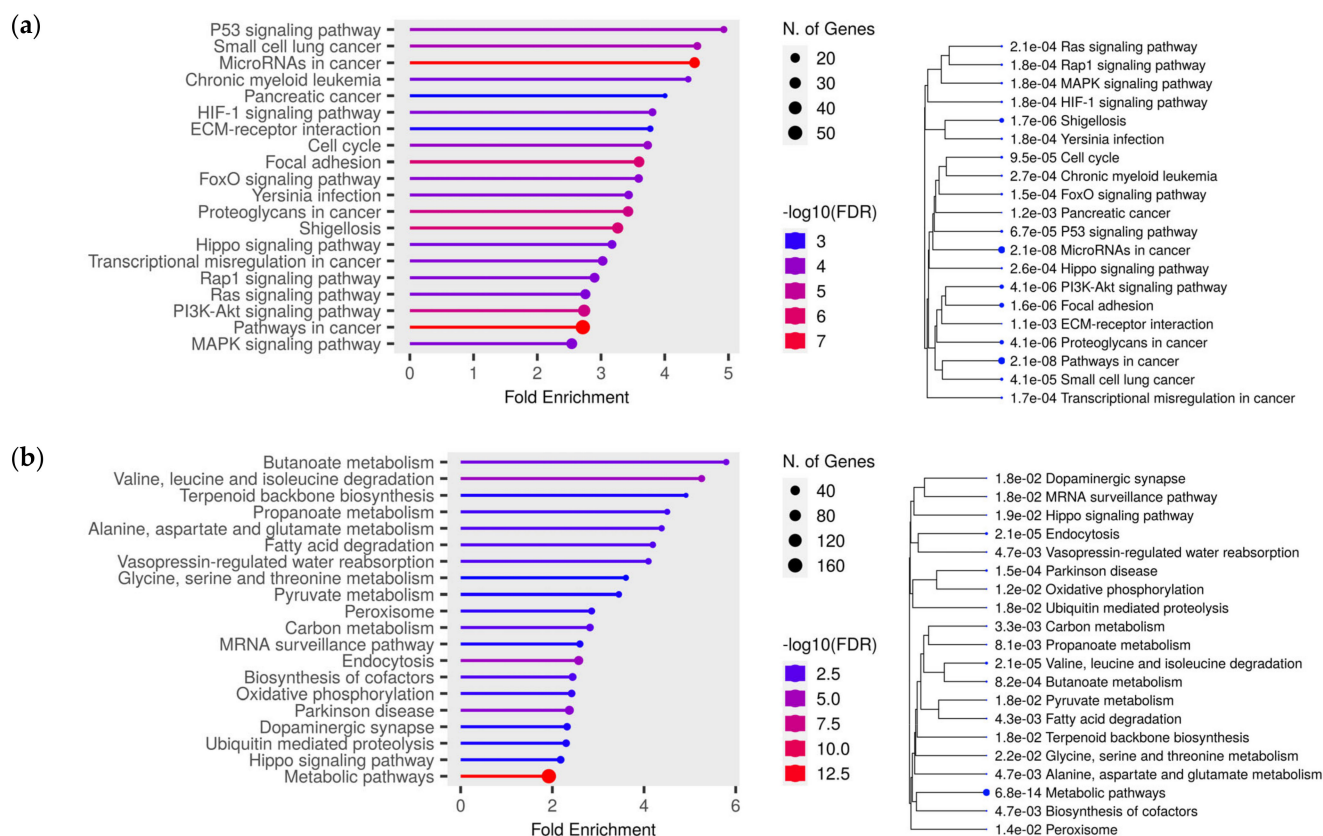 (a)
P53 signaling pathway
Small cell lung cancer
MicroRNAs in cancer
Chronic myeloid leukemia
Pancreatic cancer
HIF-1 signaling pathway
ECM-receptor interaction
Cell cycle
Focal adhesion
FoxO signaling pathway
Yersinia infection
Proteoglycans in cancer
Shigellosis
Hippo signaling pathway
Transcriptional misregulation in cancer
Rap1 signaling pathway
Ras signaling pathway
PI3K-Akt signaling pathway
Pathways in cancer
MAPK signaling pathway
0 1 2 3 4 5
Fold Enrichment
N. of Genes
20
30
40
50
-log10(FDR)
3
4
5
6
7
2.1e-04 Ras signaling pathway
1.8e-04 Rap1 signaling pathway
1.8e-04 MAPK signaling pathway
1.8e-04 HIF-1 signaling pathway
1.7e-06 Shigellosis
1.8e-04 Yersinia infection
9.5e-05 Cell cycle
2.7e-04 Chronic myeloid leukemia
1.5e-04 FoxO signaling pathway
1.2e-03 Pancreatic cancer
6.7e-05 P53 signaling pathway
2.1e-08 MicroRNAs in cancer
2.6e-04 Hippo signaling pathway
4.1e-06 PI3K-Akt signaling pathway
1.6e-06 Focal adhesion
1.1e-03 ECM-receptor interaction
4.1e-06 Proteoglycans in cancer
2.1e-08 Pathways in cancer
4.1e-05 Small cell lung cancer
1.7e-04 Transcriptional misregulation in cancer
(b)
Butanoate metabolism
Valine, leucine and isoleucine degradation
Terpenoid backbone biosynthesis
Propanoate metabolism
Alanine, aspartate and glutamate metabolism
Fatty acid degradation
Vasopressin-regulated water reabsorption
Glycine, serine and threonine metabolism
Pyruvate metabolism
Peroxisome
Carbon metabolism
MRNA surveillance pathway
Endocytosis
Biosynthesis of cofactors
Oxidative phosphorylation
Parkinson disease
Dopaminergic synapse
Ubiquitin mediated proteolysis
Hippo signaling pathway
Metabolic pathways
0 2 4 6
Fold Enrichment
N. of Genes
40
80
120
160
-log10(FDR)
2.5
5.0
7.5
10.0
12.5
1.8e-02 Dopaminergic synapse
1.8e-02 MRNA surveillance pathway
1.9e-02 Hippo signaling pathway
2.1e-05 Endocytosis
4.7e-03 Vasopressin-regulated water reabsorption
1.5e-04 Parkinson disease
1.2e-02 Oxidative phosphorylation
1.8e-02 Ubiquitin mediated proteolysis
3.3e-03 Carbon metabolism
8.1e-03 Propanoate metabolism
2.1e-05 Valine, leucine and isoleucine degradation
8.2e-04 Butanoate metabolism
1.8e-02 Pyruvate metabolism
4.3e-03 Fatty acid degradation
1.8e-02 Terpenoid backbone biosynthesis
2.2e-02 Glycine, serine and threonine metabolism
4.7e-03 Alanine, aspartate and glutamate metabolism
6.8e-14 Metabolic pathways
4.7e-03 Biosynthesis of cofactors
1.4e-02 Peroxisome